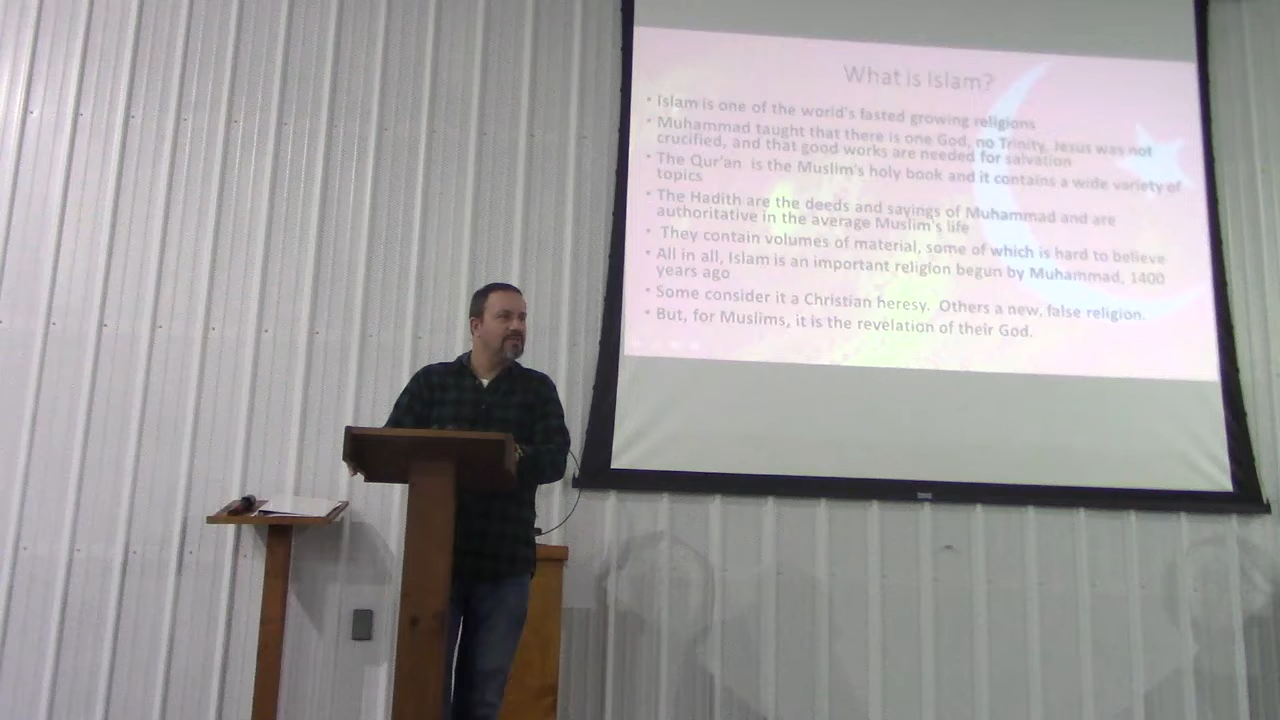 What is Islam?
• Islam is one of the world's fasted growing religions
• Muhammad taught that there is one God, no Trinity, Jesus was not
crucified, and that good works are needed for salvation
• The Qur'an is the Muslim's holy book and it contains a wide variety of
topics
• The Hadith are the deeds and sayings of Muhammad and are
authoritative in the average Muslim's life
• They contain volumes of material, some of which is hard to believe
• All in all, Islam is an important religion begun by Muhammad, 1400
years ago
• Some consider it a Christian heresy. Others a new, false religion.
• But, for Muslims, it is the revelation of their God.